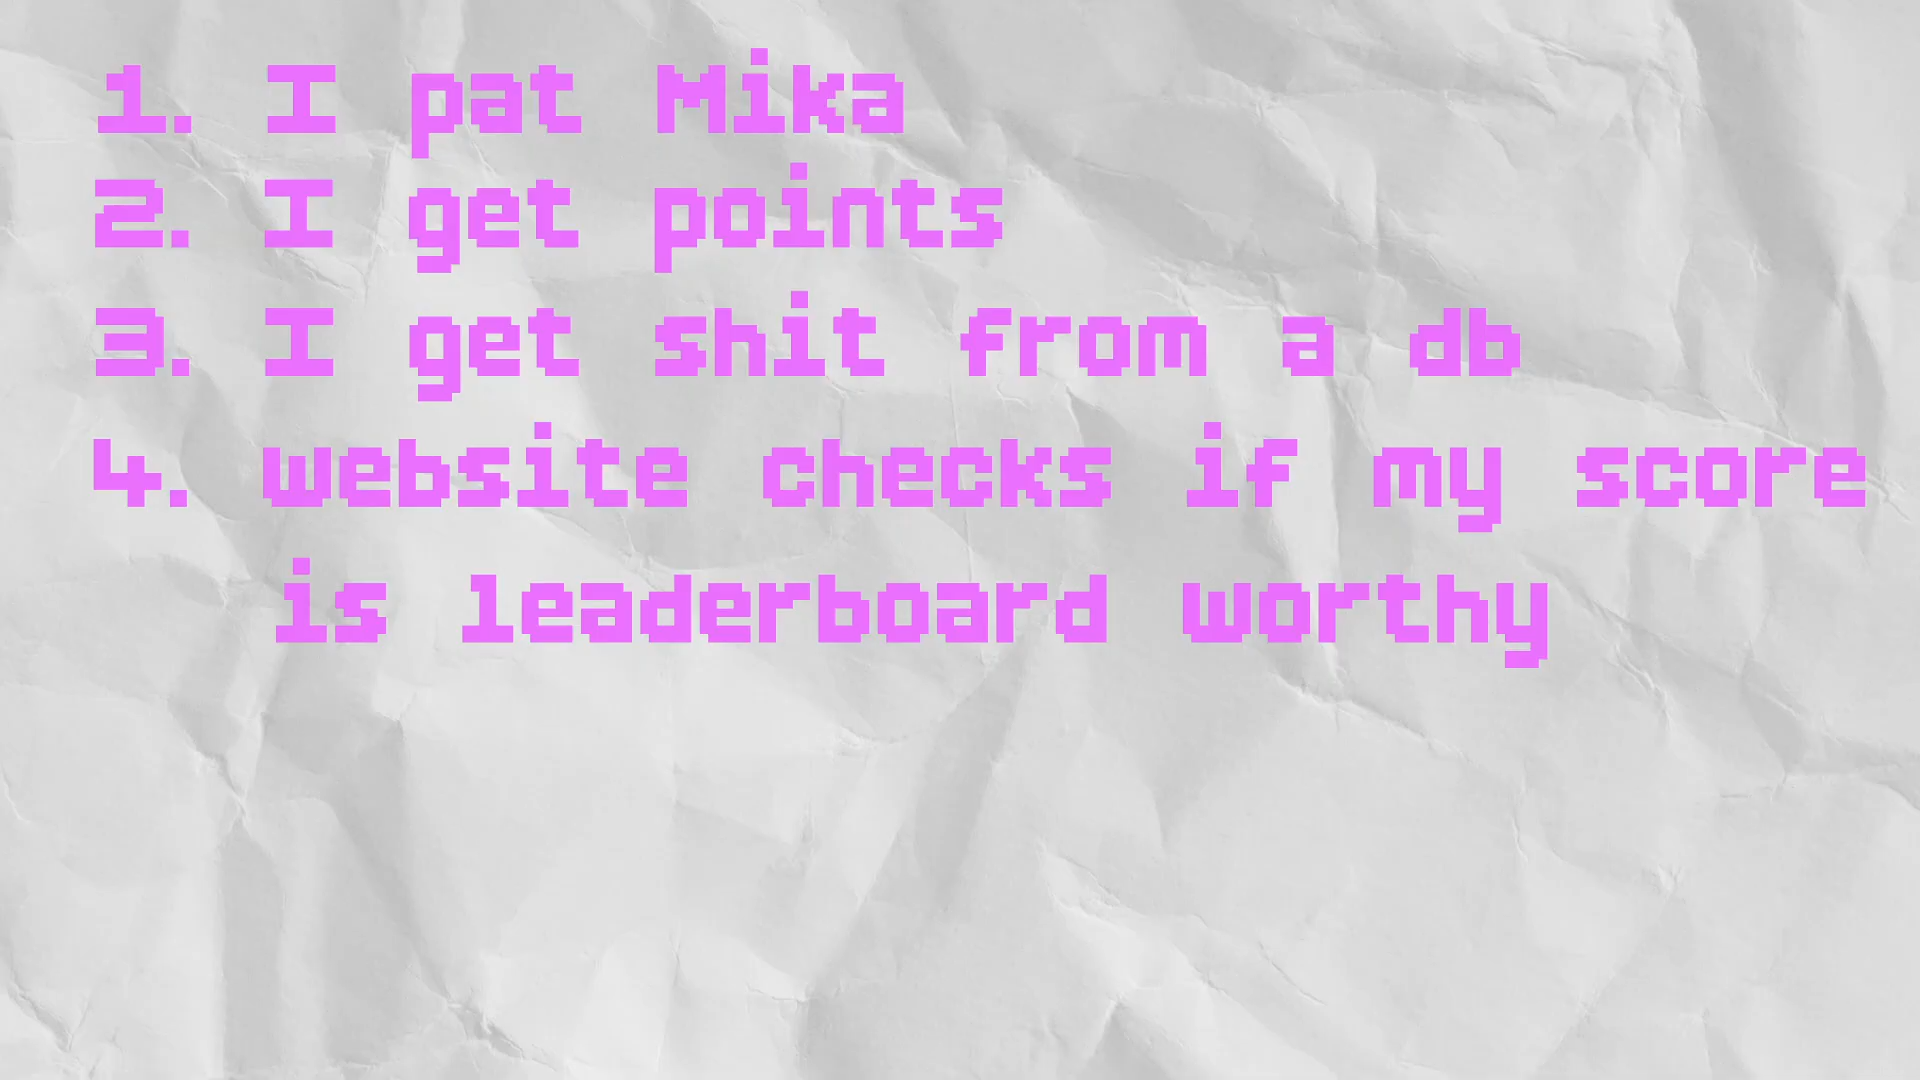 1. I pat Mika
2. I get points
3. I get shit from a db
4. website checks if my score
is leaderboard worthy